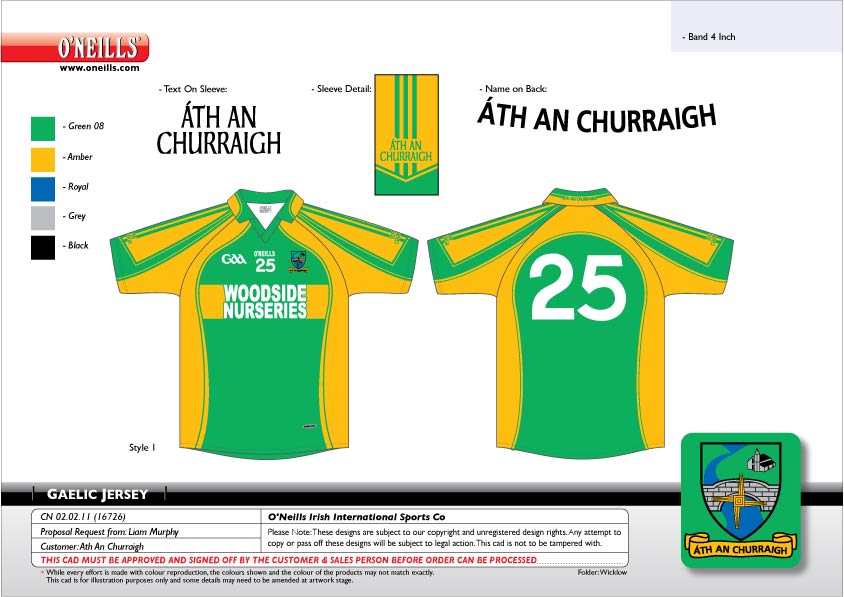 - Band 4 Inch
O'NEILLS
www.oneills.com
- Text On Sleeve:
- Sleeve Detail:
- Name on Back:
ÁTH AN
CHURRAIGH
ÁTH AN
CHURRAIGH
ÁTH AN CHURRAIGH
- Green 08
- Amber
- Royal
- Grey
- Black
GAA
O'NEILLS
25
WOODSIDE
NURSERIES
25
Style 1
GAELIC JERSEY
CN 02.02.11 (16726)
Proposal Request from: Liam Murphy
Customer: Ath An Churraigh
O'Neills Irish International Sports Co
Please Note: These designs are subject to our copyright and unregistered design rights. Any attempt to
copy or pass off these designs will be subject to legal action. This cad is not to be tampered with.
THIS CAD MUST BE APPROVED AND SIGNED OFF BY THE CUSTOMER & SALES PERSON BEFORE ORDER CAN BE PROCESSED
* While every effort is made with colour reproduction, the colours shown and the colour of the products may not match exactly.
This cad is for illustration purposes only and some details may need to be amended at artwork stage.
Folder: Wicklow
ÁTH AN CHURRAIGH